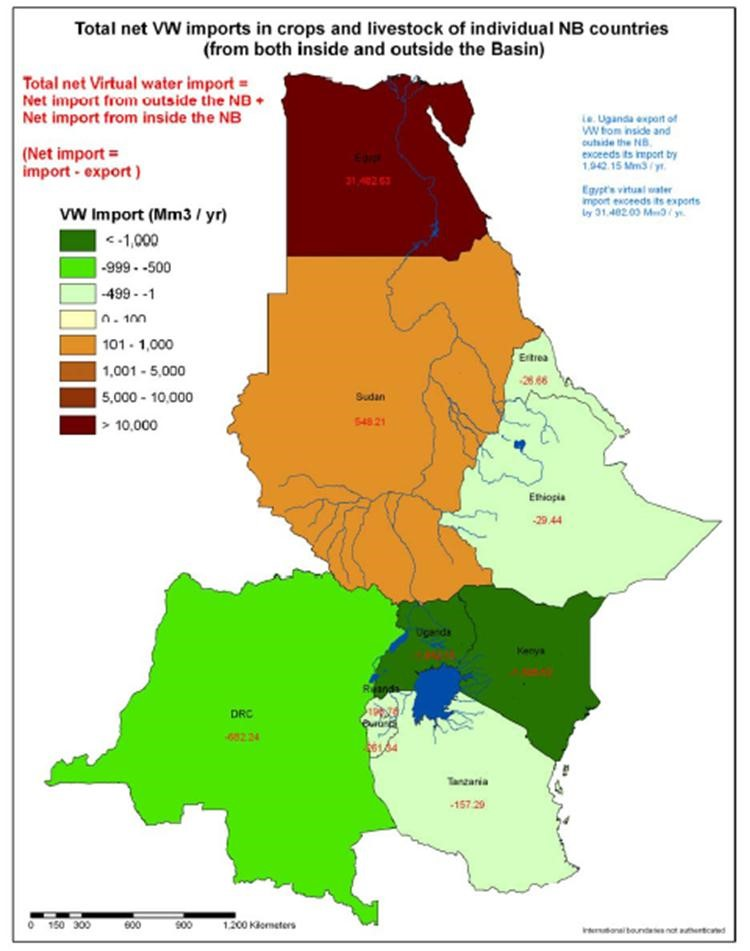 Total net VW imports in crops and livestock of individual NB countries
(from both inside and outside the Basin)
Total net Virtual water import =
Net import from outside the NB +
Net import from inside the NB
(Net import =
import - export )
i.e. Uganda export of
VW from inside and
outside the NB,
exceeds its import by
1,942.15 Mm3 / yr.
Egypt's virtual water
import exceeds its exports
by 31,482.03 Mm3 / yr.
VW Import (Mm3 / yr)
< -1,000
-999 - -500
-499 - -1
0 - 100
101 - 1,000
1,001 - 5,000
5,000 - 10,000
> 10,000
Egypt
31,482.63
Sudan
548.21
Eritrea
-26.66
Ethiopia
-29.44
Uganda
Kenya
Rwanda
Burundi
-261.34
DRC
-682.24
Tanzania
-157.29
0 150 300 600 900 1,200 Kilometers
International boundaries not authenticated